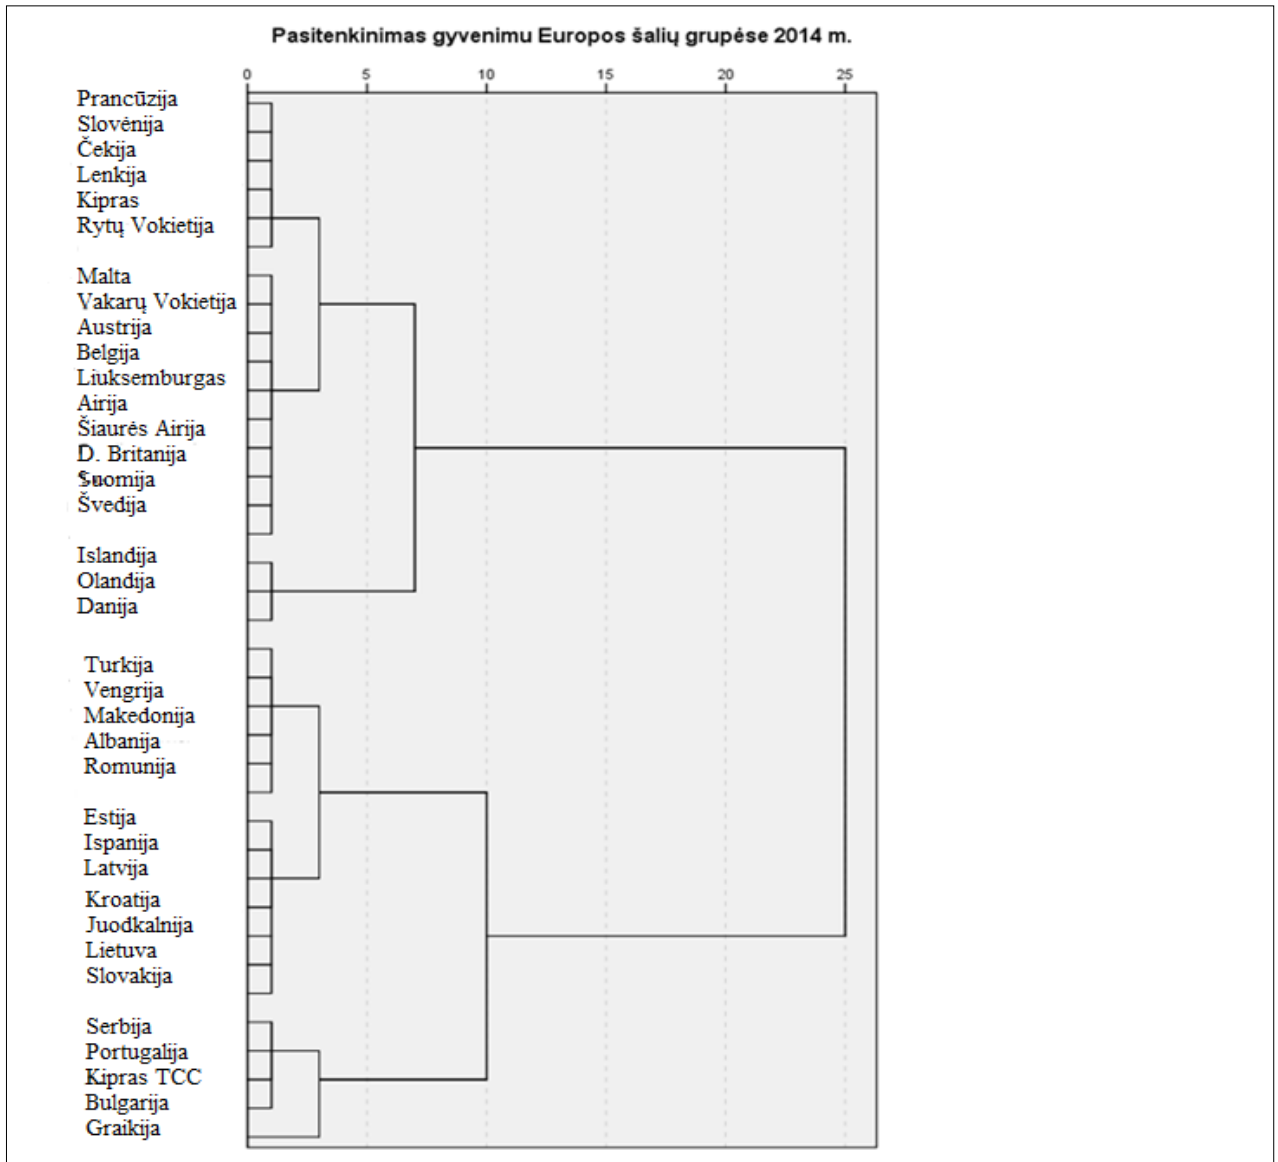 Pasitenkinimas gyvenimu Europos šalių grupėse 2014 m.
0 5 10 15 20 25
Prancūzija
Slovėnija
Čekija
Lenkija
Kipras
Rytų Vokietija
Malta
Vakarų Vokietija
Austrija
Belgija
Liuksemburgas
Airija
Šiaurės Airija
D. Britanija
Suomija
Švedija
Islandija
Olandija
Danija
Turkija
Vengrija
Makedonija
Albanija
Romunija
Estija
Ispanija
Latvija
Kroatija
Juodkalnija
Lietuva
Slovakija
Serbija
Portugalija
Kipras TCC
Bulgarija
Graikija